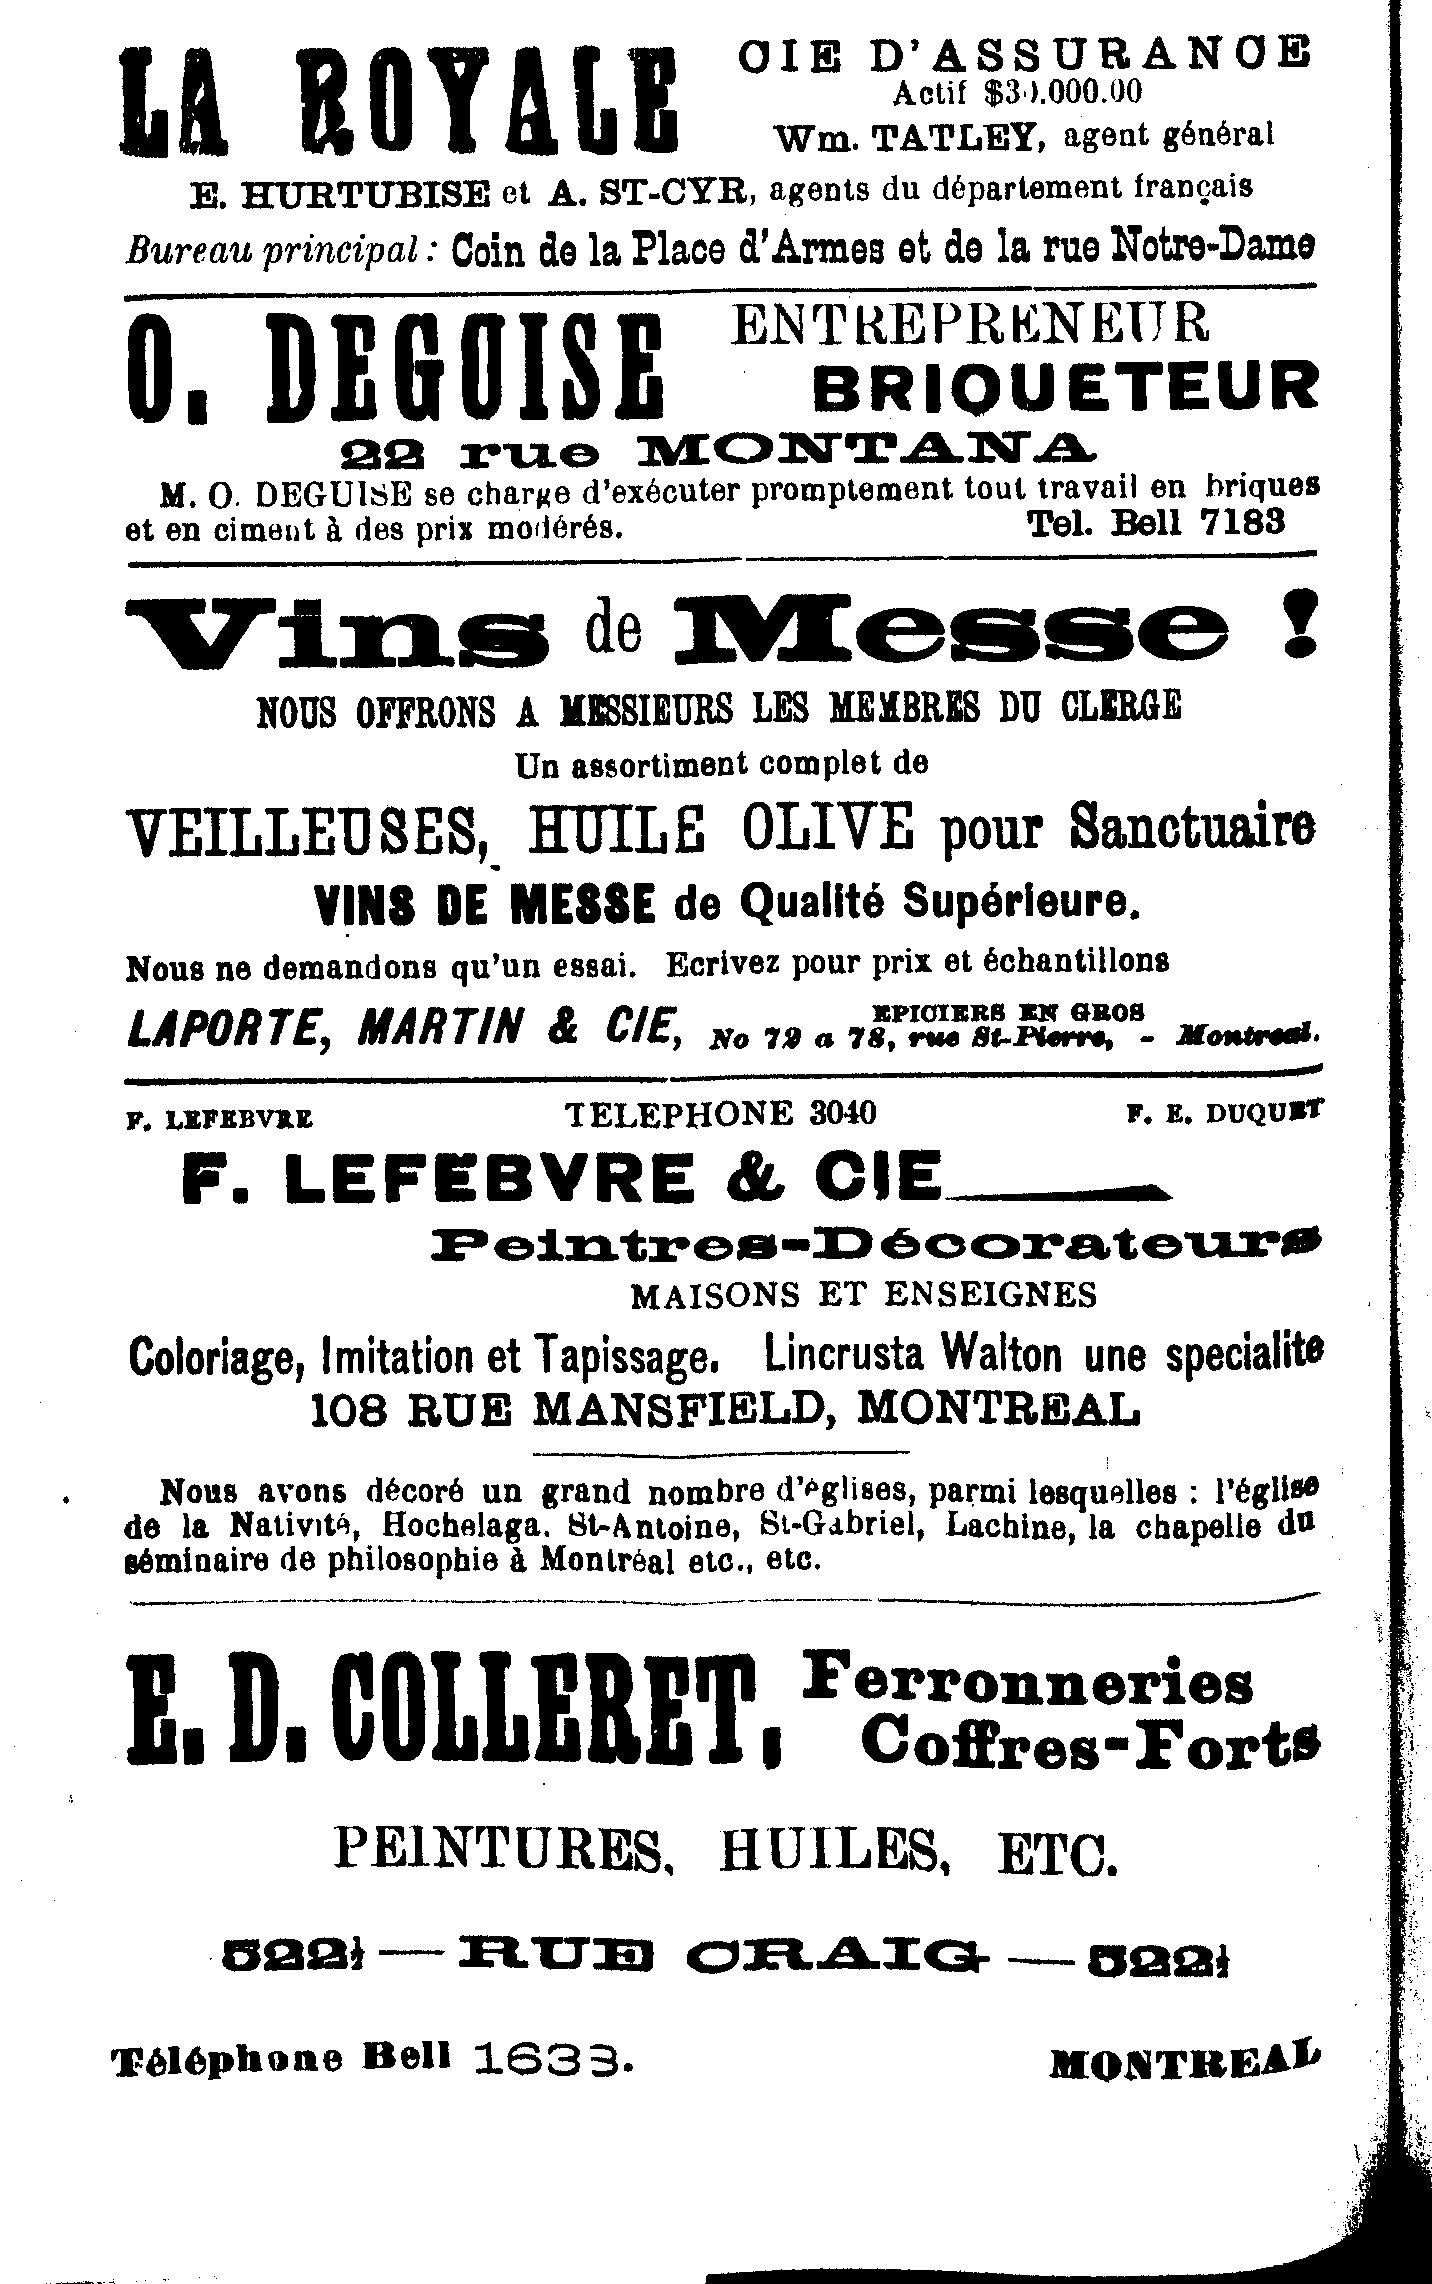 LA ROYALE CIE D'ASSURANCE
Actif $30.000.00
Wm. TATLEY, agent général
E. HURTUBISE et A. ST-CYR, agents du département français
Bureau principal : Coin de la Place d'Armes et de la rue Notre-Dame
O. DEGUISE ENTREPRENEUR
BRIQUETEUR
22 rue MONTANA
M. O. DEGUISE se charge d'exécuter promptement tout travail en briques
et en ciment à des prix modérés. Tel. Bell 7183
Vins de Messe !
NOUS OFFRONS A MESSIEURS LES MEMBRES DU CLERGE
Un assortiment complet de
VEILLEUSES, HUILE OLIVE pour Sanctuaire
VINS DE MESSE de Qualité Supérieure.
Nous ne demandons qu'un essai. Ecrivez pour prix et échantillons
LAPORTE, MARTIN & CIE, EPICIERS EN GROS
No 72 a 78, rue St-Pierre, - Montreal.
F. LEFEBVRE TELEPHONE 3040 F. E. DUQUET
F. LEFEBVRE & CIE
Peintres-Décorateurs
MAISONS ET ENSEIGNES
Coloriage, Imitation et Tapissage. Lincrusta Walton une specialite
108 RUE MANSFIELD, MONTREAL
Nous avons décoré un grand nombre d'églises, parmi lesquelles : l'église
de la Nativité, Hochelaga. St-Antoine, St-Gabriel, Lachine, la chapelle du
séminaire de philosophie à Montréal etc., etc.
E. D. COLLERET, Ferronneries
Coffres-Forts
PEINTURES, HUILES, ETC.
522½ — RUE CRAIG — 522½
Téléphone Bell 1633. MONTREAL